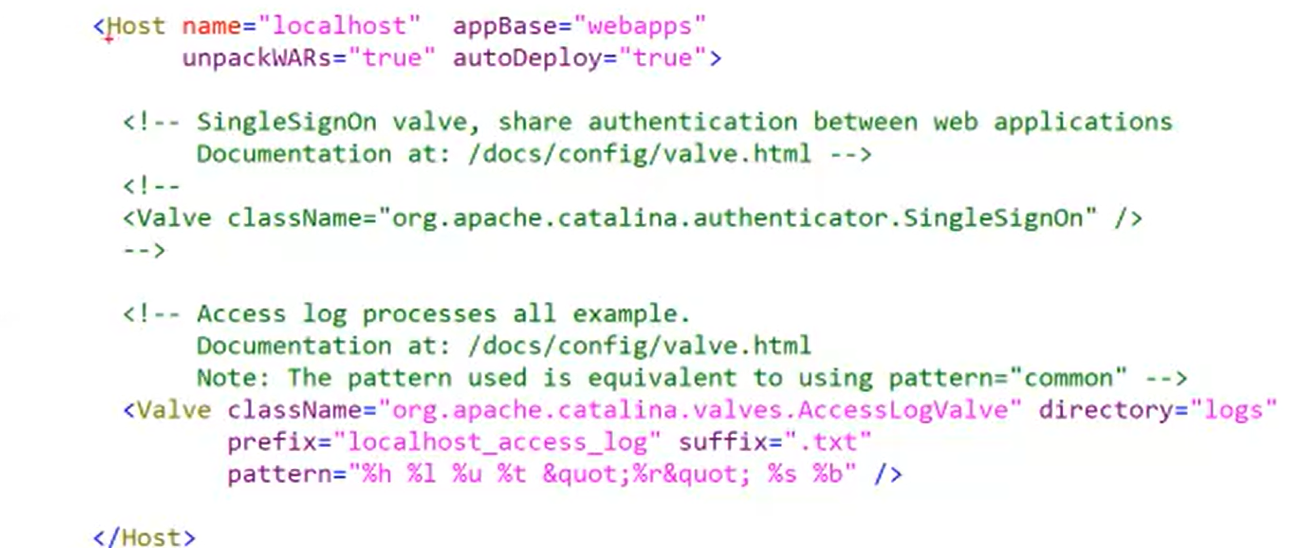 <Host name="localhost"  appBase="webapps"
      unpackWARs="true" autoDeploy="true">
  <!-- SingleSignOn valve, share authentication between web applications
       Documentation at: /docs/config/valve.html -->
  <!--
  <Valve className="org.apache.catalina.authenticator.SingleSignOn" />
  -->
  <!-- Access log processes all example.
       Documentation at: /docs/config/valve.html
       Note: The pattern used is equivalent to using pattern="common" -->
  <Valve className="org.apache.catalina.valves.AccessLogValve" directory="logs"
         prefix="localhost_access_log" suffix=".txt"
         pattern="%h %l %u %t &quot;%r&quot; %s %b" />
</Host>